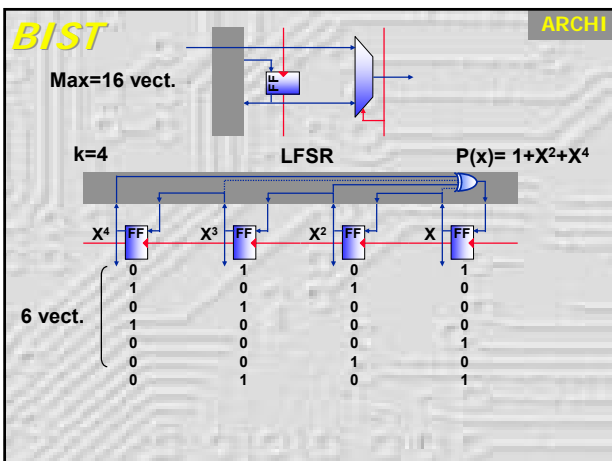 BIST
ARCHI
Max=16 vect.
FF
k=4 LFSR P(x)= 1+X²+X⁴
X⁴ FF X³ FF X² FF X FF
0 1 0 1
1 0 1 0
6 vect.
0 1 0 0
1 0 0 0
0 0 0 1
0 0 1 0
0 1 0 1